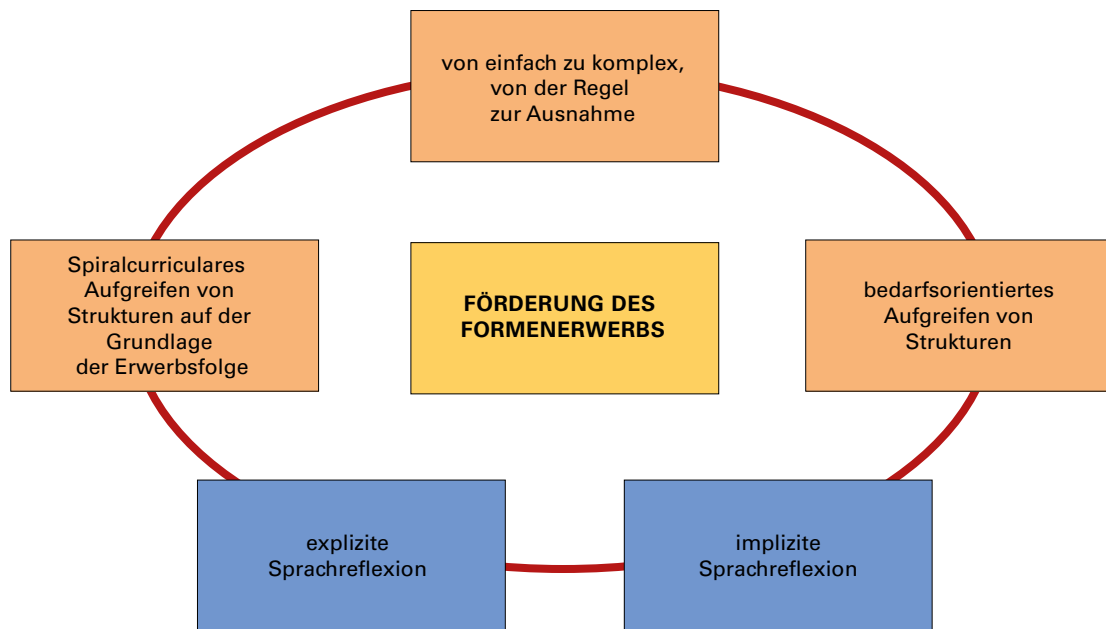 von einfach zu komplex,
von der Regel
zur Ausnahme
Spiralcurriculares
Aufgreifen von
Strukturen auf der
Grundlage
der Erwerbsfolge
FÖRDERUNG DES
FORMENERWERBS
bedarfsorientiertes
Aufgreifen von
Strukturen
explizite
Sprachreflexion
implizite
Sprachreflexion